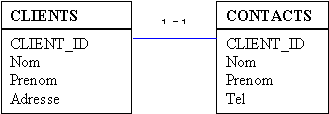 CLIENTS
CLIENT_ID
Nom
Prenom
Adresse
1 - 1
CONTACTS
CLIENT_ID
Nom
Prenom
Tel